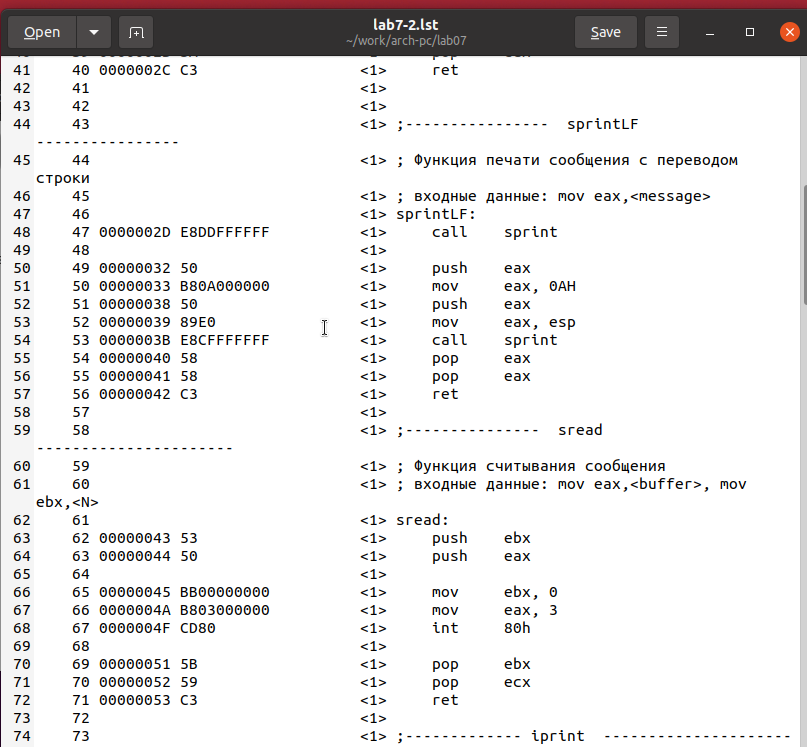 Open
lab7-2.lst
~/work/arch-pc/lab07
Save
41 40 0000002C C3 <1> ret
42 41 <1>
43 42 <1>
44 43 <1> ;---------------- sprintLF
----------------
45 44 <1> ; Функция печати сообщения с переводом
строки
46 45 <1> ; входные данные: mov eax,<message>
47 46 <1> sprintLF:
48 47 0000002D E8DDFFFFFF <1> call sprint
49 48 <1>
50 49 00000032 50 <1> push eax
51 50 00000033 B80A000000 <1> mov eax, 0AH
52 51 00000038 50 <1> push eax
53 52 00000039 89E0 <1> mov eax, esp
54 53 0000003B E8CFFFFFFF <1> call sprint
55 54 00000040 58 <1> pop eax
56 55 00000041 58 <1> pop eax
57 56 00000042 C3 <1> ret
58 57 <1>
59 58 <1> ;--------------- sread
----------------------
60 59 <1> ; Функция считывания сообщения
61 60 <1> ; входные данные: mov eax,<buffer>, mov
ebx,<N>
62 61 <1> sread:
63 62 00000043 53 <1> push ebx
64 63 00000044 50 <1> push eax
65 64 <1>
66 65 00000045 BB00000000 <1> mov ebx, 0
67 66 0000004A B803000000 <1> mov eax, 3
68 67 0000004F CD80 <1> int 80h
69 68 <1>
70 69 00000051 5B <1> pop ebx
71 70 00000052 59 <1> pop ecx
72 71 00000053 C3 <1> ret
73 72 <1>
74 73 <1> ;------------- iprint ---------------------